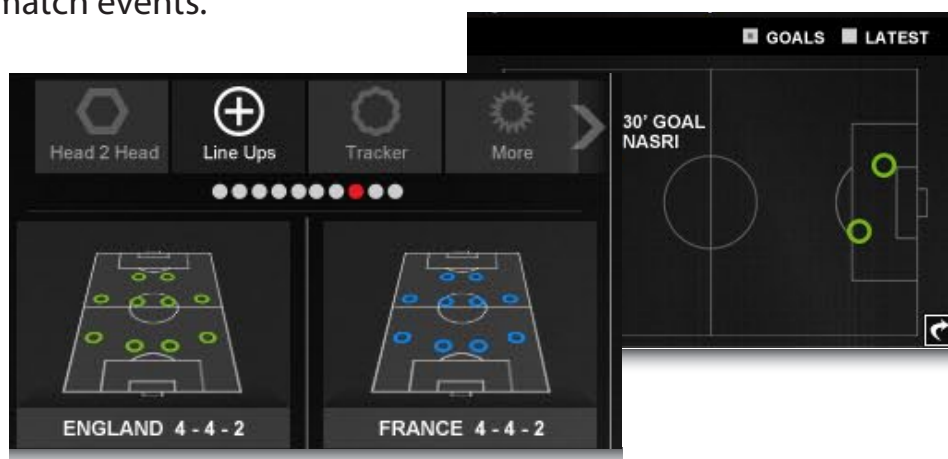 match events.
GOALS LATEST
30' GOAL
NASRI
Head 2 Head Line Ups Tracker More
ENGLAND 4 - 4 - 2 FRANCE 4 - 4 - 2